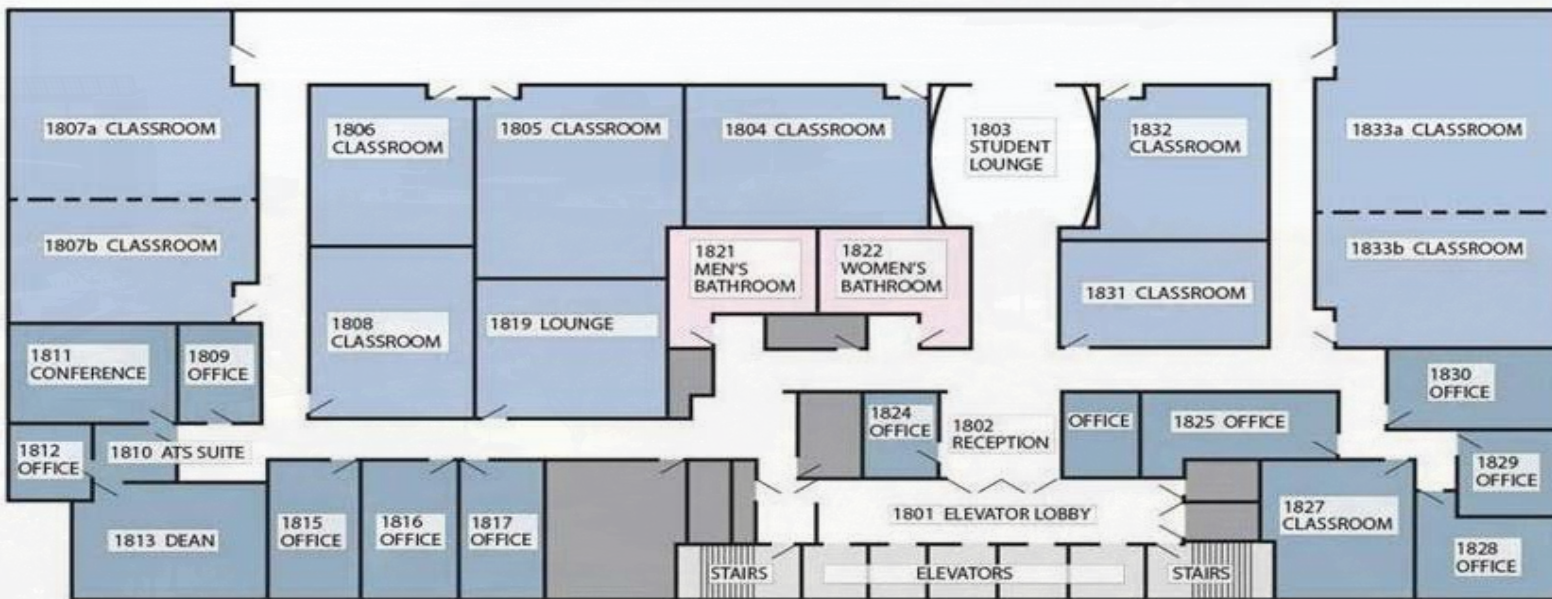 1807a CLASSROOM
1806
CLASSROOM
1805 CLASSROOM
1804 CLASSROOM
1803
STUDENT
LOUNGE
1832
CLASSROOM
1833a CLASSROOM
1807b CLASSROOM
1821
MEN'S
BATHROOM
1822
WOMEN'S
BATHROOM
1833b CLASSROOM
1831 CLASSROOM
1808
CLASSROOM
1819 LOUNGE
1811
CONFERENCE
1809
OFFICE
1830
OFFICE
1812
OFFICE
1810 ATS SUITE
1824
OFFICE
1802
RECEPTION
OFFICE
1825 OFFICE
1829
OFFICE
1813 DEAN
1815
OFFICE
1816
OFFICE
1817
OFFICE
1801 ELEVATOR LOBBY
1827
CLASSROOM
1828
OFFICE
STAIRS
ELEVATORS
STAIRS